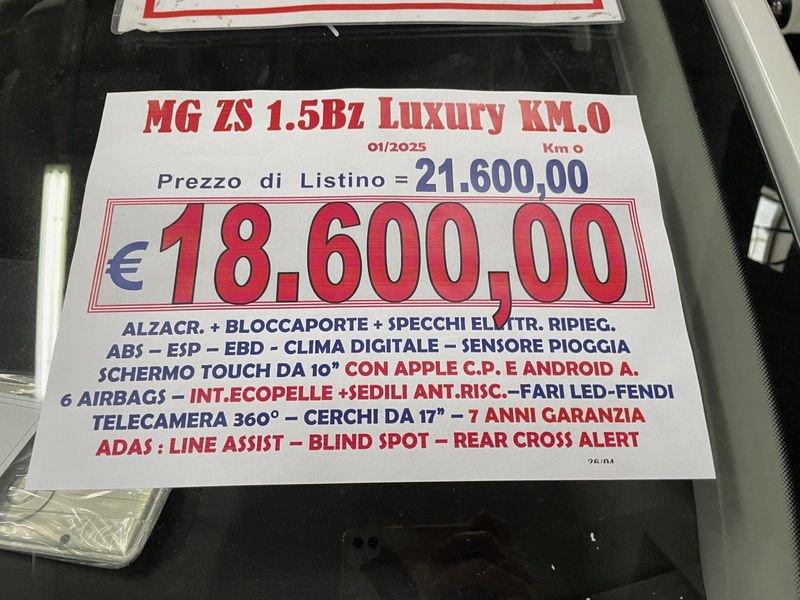 MG ZS 1.5Bz Luxury KM.0
01/2025 Km 0
Prezzo di Listino = 21.600,00
€ 18.600,00
ALZACR. + BLOCCAPORTE + SPECCHI ELETTR. RIPIEG.
ABS – ESP – EBD - CLIMA DIGITALE – SENSORE PIOGGIA
SCHERMO TOUCH DA 10” CON APPLE C.P. E ANDROID A.
6 AIRBAGS – INT.ECOPELLE +SEDILI ANT.RISC.–FARI LED-FENDI
TELECAMERA 360° – CERCHI DA 17” – 7 ANNI GARANZIA
ADAS : LINE ASSIST – BLIND SPOT – REAR CROSS ALERT